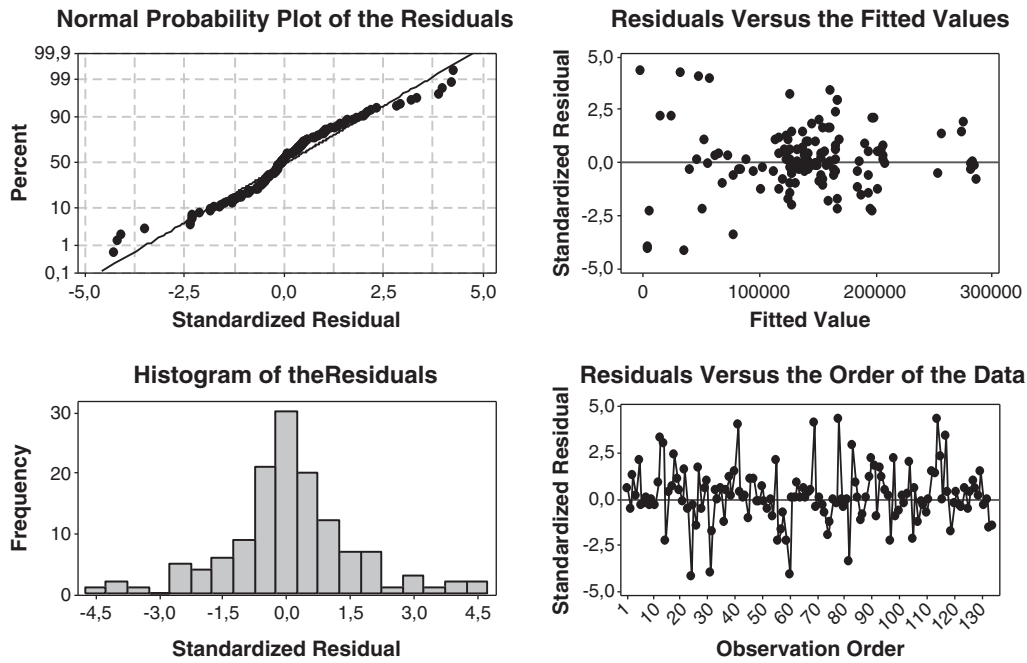 Normal Probability Plot of the Residuals
99,9
99
90
50
10
1
0,1
Percent
-5,0 -2,5 0,0 2,5 5,0
Standardized Residual
Residuals Versus the Fitted Values
5,0
2,5
0,0
-2,5
-5,0
Standardized Residual
0 100000 200000 300000
Fitted Value
Histogram of theResiduals
30
20
10
0
Frequency
-4,5 -3,0 -1,5 0,0 1,5 3,0 4,5
Standardized Residual
Residuals Versus the Order of the Data
5,0
2,5
0,0
-2,5
-5,0
Standardized Residual
1 10 20 30 40 50 60 70 80 90 100 110 120 130
Observation Order